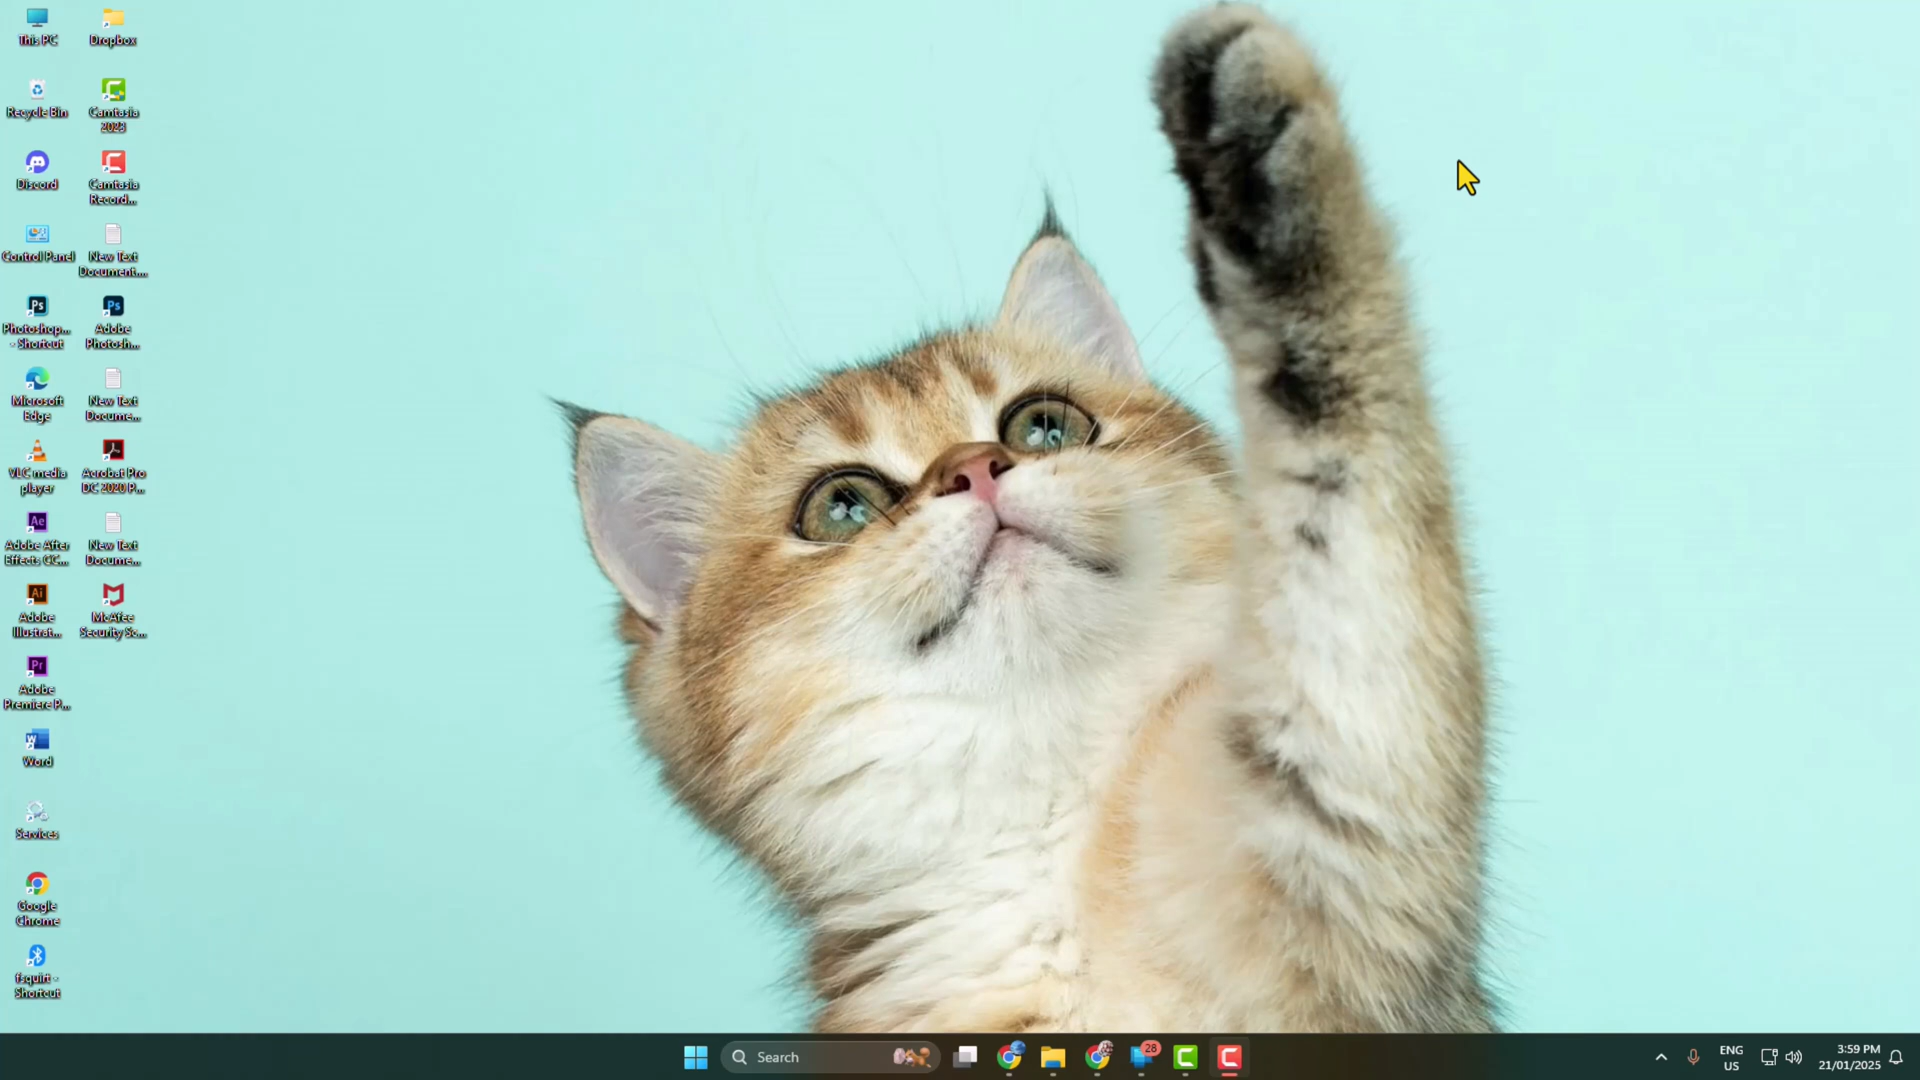 This PC
Dropbox
Recycle Bin
Camtasia
2023
Discord
Camtasia
Record...
Control Panel
New Text
Document....
Photoshop...
- Shortcut
Adobe
Photosh...
Microsoft
Edge
New Text
Docume...
VLC media
player
Acrobat Pro
DC 2020 P...
Adobe After
Effects CC...
New Text
Docume...
Adobe
Illustrat...
McAfee
Security Sc...
Adobe
Premiere P...
Word
Services
Google
Chrome
fsquirt -
Shortcut
Search
28
ENG
US
3:59 PM
21/01/2025